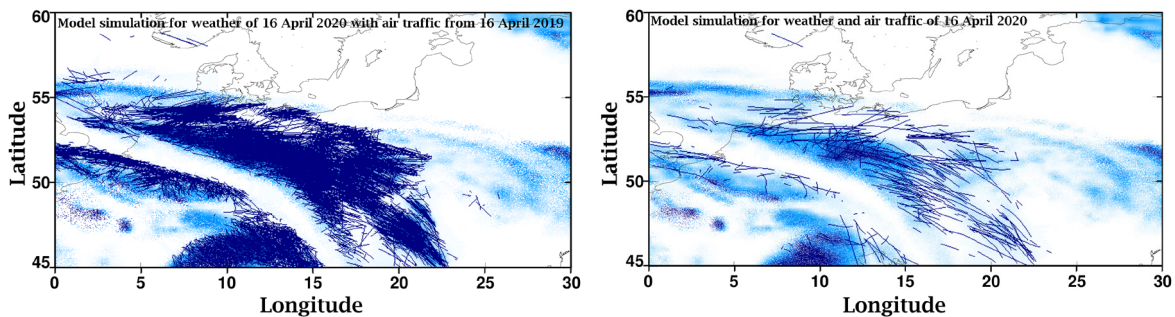 Model simulation for weather of 16 April 2020 with air traffic from 16 April 2019
60
55
50
45
Latitude
0 5 10 15 20 25 30
Longitude
Model simulation for weather and air traffic of 16 April 2020
60
55
50
45
Latitude
0 5 10 15 20 25 30
Longitude